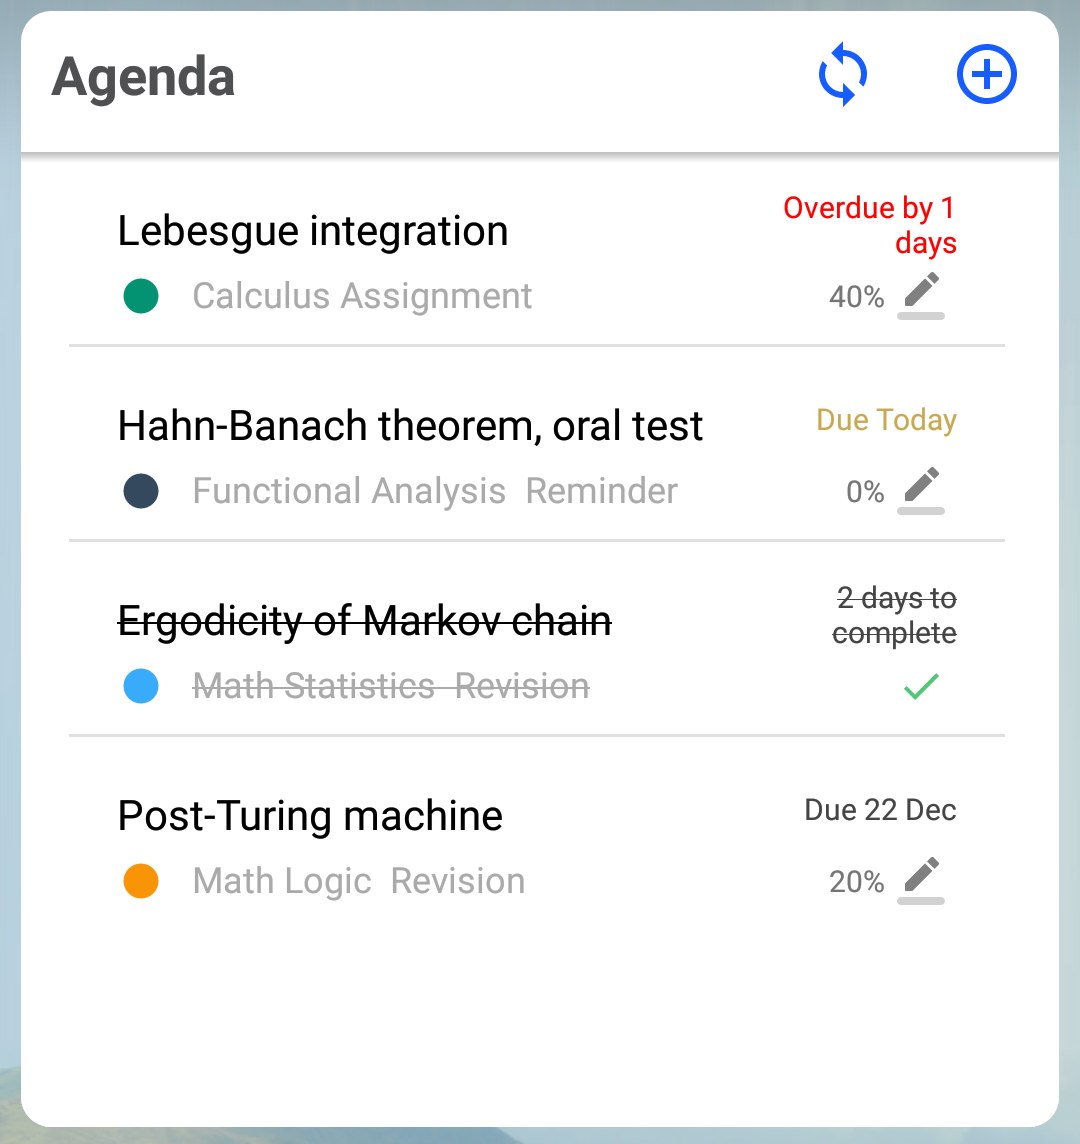 Agenda
Lebesgue integration
Overdue by 1
days
Calculus Assignment
40%
Hahn-Banach theorem, oral test
Due Today
Functional Analysis  Reminder
0%
Ergodicity of Markov chain
2 days to
complete
Math Statistics  Revision
Post-Turing machine
Due 22 Dec
Math Logic  Revision
20%